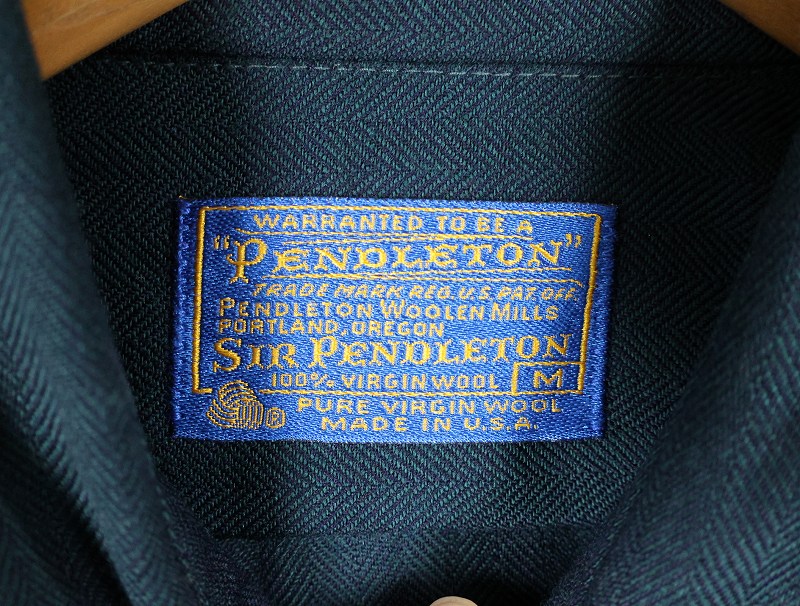 WARRANTED TO BE A
"PENDLETON"
TRADE MARK REG. U.S. PAT. OFF.
PENDLETON WOOLEN MILLS
PORTLAND, OREGON
SIR PENDLETON
100% VIRGIN WOOL M
® PURE VIRGIN WOOL
MADE IN U.S.A.